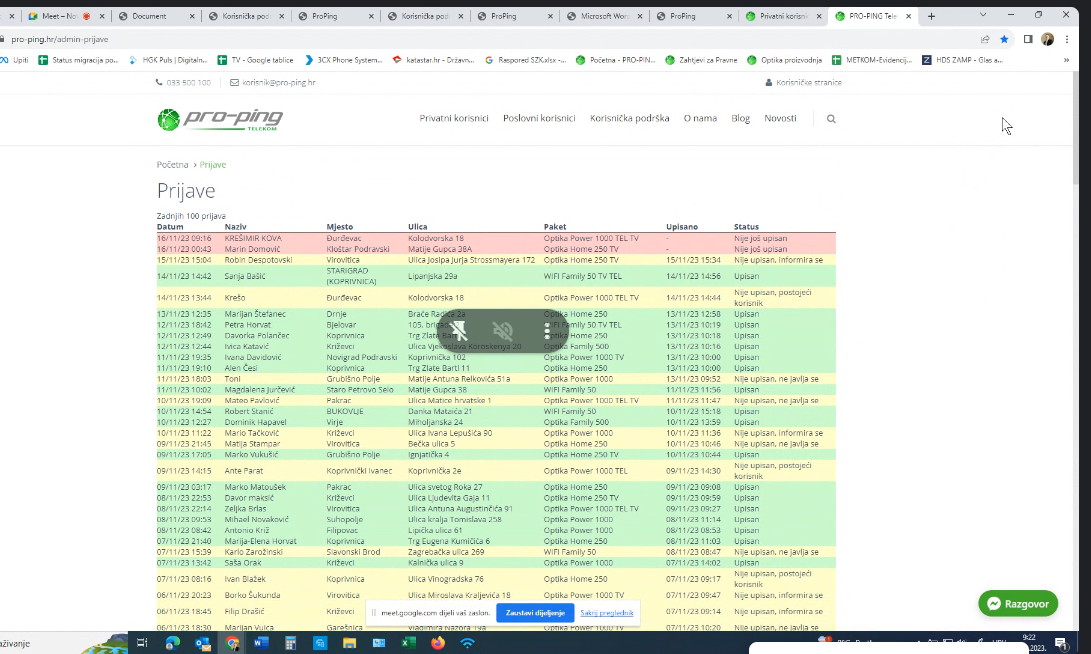 Meet – Nov
Document
Korisnička pod
ProPing
Korisnička pod
ProPing
Microsoft Wor
ProPing
Privatni korisnik
PRO-PING Tele
pro-ping.hr/admin-prijave
Upiti
Status migracija po...
HGK Puls | Digitaln...
TV - Google tablice
3CX Phone System...
katastar.hr - Državn...
Raspored SZK.xlsx -...
Početna - PRO-PIN...
Zahtjevi za Pravne
Optika proizvodnja
METKOM-Evidencij...
HDS ZAMP - Glas a...
033 500 100
korisnik@pro-ping.hr
Korisničke stranice
pro-ping
TELEKOM
Privatni korisnici
Poslovni korisnici
Korisnička podrška
O nama
Blog
Novosti
Početna > Prijave
Prijave
Zadnjih 100 prijava
Datum Naziv Mjesto Ulica Paket Upisano Status
16/11/23 09:16 KREŠIMIR KOVA Đurđevac Kolodvorska 18 Optika Power 1000 TEL TV - Nije još upisan
16/11/23 00:43 Marin Domović Kloštar Podravski Matije Gupca 38A Optika Home 250 TV - Nije još upisan
15/11/23 15:04 Robin Despotovski Virovitica Ulica Josipa Jurja Strossmayera 172 Optika Home 250 TV 15/11/23 15:34 Nije upisan, informira se
14/11/23 14:42 Sanja Bašić STARIGRAD (KOPRIVNICA) Lipanjska 29a WIFI Family 50 TV TEL 14/11/23 14:56 Upisan
14/11/23 13:44 Krešo Đurđevac Kolodvorska 18 Optika Power 1000 TEL TV 14/11/23 14:44 Nije upisan, postojeći korisnik
13/11/23 12:35 Marijan Štefanec Drnje Braće Radića 2a Optika Home 250 13/11/23 12:58 Upisan
12/11/23 18:42 Petra Horvat Bjelovar 105. brigade Family 50 TV TEL 13/11/23 10:19 Upisan
12/11/23 12:49 Davorka Polančec Koprivnica Trg Zlate Bartl Home 250 13/11/23 10:18 Upisan
12/11/23 12:44 Ivica Katavić Križevci Ulica Vjekoslava 20 Optika Family 500 13/11/23 10:16 Upisan
11/11/23 19:35 Ivana Davidović Novigrad Podravski Koprivnička 102 Optika Power 1000 TV 13/11/23 10:00 Upisan
11/11/23 19:10 Alen Česi Koprivnica Trg Zlate Bartl 11 Optika Home 250 13/11/23 10:00 Upisan
11/11/23 18:03 Toni Grubišno Polje Matije Antuna Relkovića 51a Optika Power 1000 13/11/23 09:52 Nije upisan, ne javlja se
11/11/23 10:02 Magdalena Jurčević Staro Petrovo Selo Matije Gupca 38 WIFI Family 50 11/11/23 11:56 Upisan
10/11/23 19:09 Mateo Pavlović Pakrac Ulica Matice hrvatske 1 Optika Power 1000 TEL TV 11/11/23 11:47 Nije upisan, ne javlja se
10/11/23 14:54 Robert Stanić BUKOVLJE Danka Mataića 21 WIFI Family 50 10/11/23 15:18 Upisan
10/11/23 12:27 Dominik Hapavel Virje Miholjanska 24 Optika Family 500 10/11/23 13:59 Upisan
10/11/23 11:22 Mario Tačković Križevci Ulica Ivana Lepušića 90 Optika Power 1000 10/11/23 11:36 Nije upisan, informira se
09/11/23 21:45 Matija Stampar Virovitica Bečka ulica 5 Optika Home 250 10/11/23 10:46 Nije upisan, ne javlja se
09/11/23 17:05 Marko Vukušić Grubišno Polje Ignjatička 4 Optika Home 250 TV 10/11/23 10:44 Upisan
09/11/23 14:15 Ante Parat Koprivnički Ivanec Koprivnička 2e Optika Power 1000 TEL 09/11/23 14:30 Nije upisan, postojeći korisnik
09/11/23 03:17 Marko Matoušek Pakrac Ulica svetog Roka 27 Optika Home 250 09/11/23 09:08 Upisan
08/11/23 22:53 Davor maksić Križevci Ulica Ljudevita Gaja 11 Optika Home 250 TV 09/11/23 09:59 Upisan
08/11/23 22:14 Zeljka Brlas Virovitica Ulica Antuna Augustinčića 91 Optika Power 1000 TEL TV 09/11/23 09:27 Upisan
08/11/23 09:53 Mihael Novaković Suhopolje Ulica kralja Tomislava 258 Optika Power 1000 08/11/23 11:14 Upisan
08/11/23 08:42 Antonio Križ Filipovac Lipička ulica 61 Optika Power 1000 08/11/23 08:53 Upisan
07/11/23 21:40 Marija-Elena Horvat Koprivnica Trg Eugena Kumičića 6 Optika Home 250 08/11/23 11:03 Upisan
07/11/23 15:39 Karlo Zarožinski Slavonski Brod Zagrebačka ulica 269 WIFI Family 50 08/11/23 08:47 Nije upisan, ne javlja se
07/11/23 13:42 Saša Orak Križevci Kalnička ulica 9 Optika Power 1000 07/11/23 14:02 Upisan
07/11/23 08:16 Ivan Blažek Koprivnica Ulica Vinogradska 76 Optika Home 250 07/11/23 09:17 Nije upisan, postojeći korisnik
06/11/23 20:23 Borko Šukunda Virovitica Ulica Miroslava Kraljevića 18 Optika Power 1000 TV 07/11/23 09:47 Nije upisan, informira se
06/11/23 18:45 Filip Drašić Križevci 07/11/23 09:14 Nije upisan, informira se
06/11/23 18:30 Marijan Vujca Garešnica Vladimira Nazora 19a Optika Power 1000 TV 07/11/23 10:20 Nije upisan, informira se
meet.google.com dijeli vaš zaslon.
Zaustavi dijeljenje
Sakrij preglednik
Razgovor
aživanje
9:22
2023.